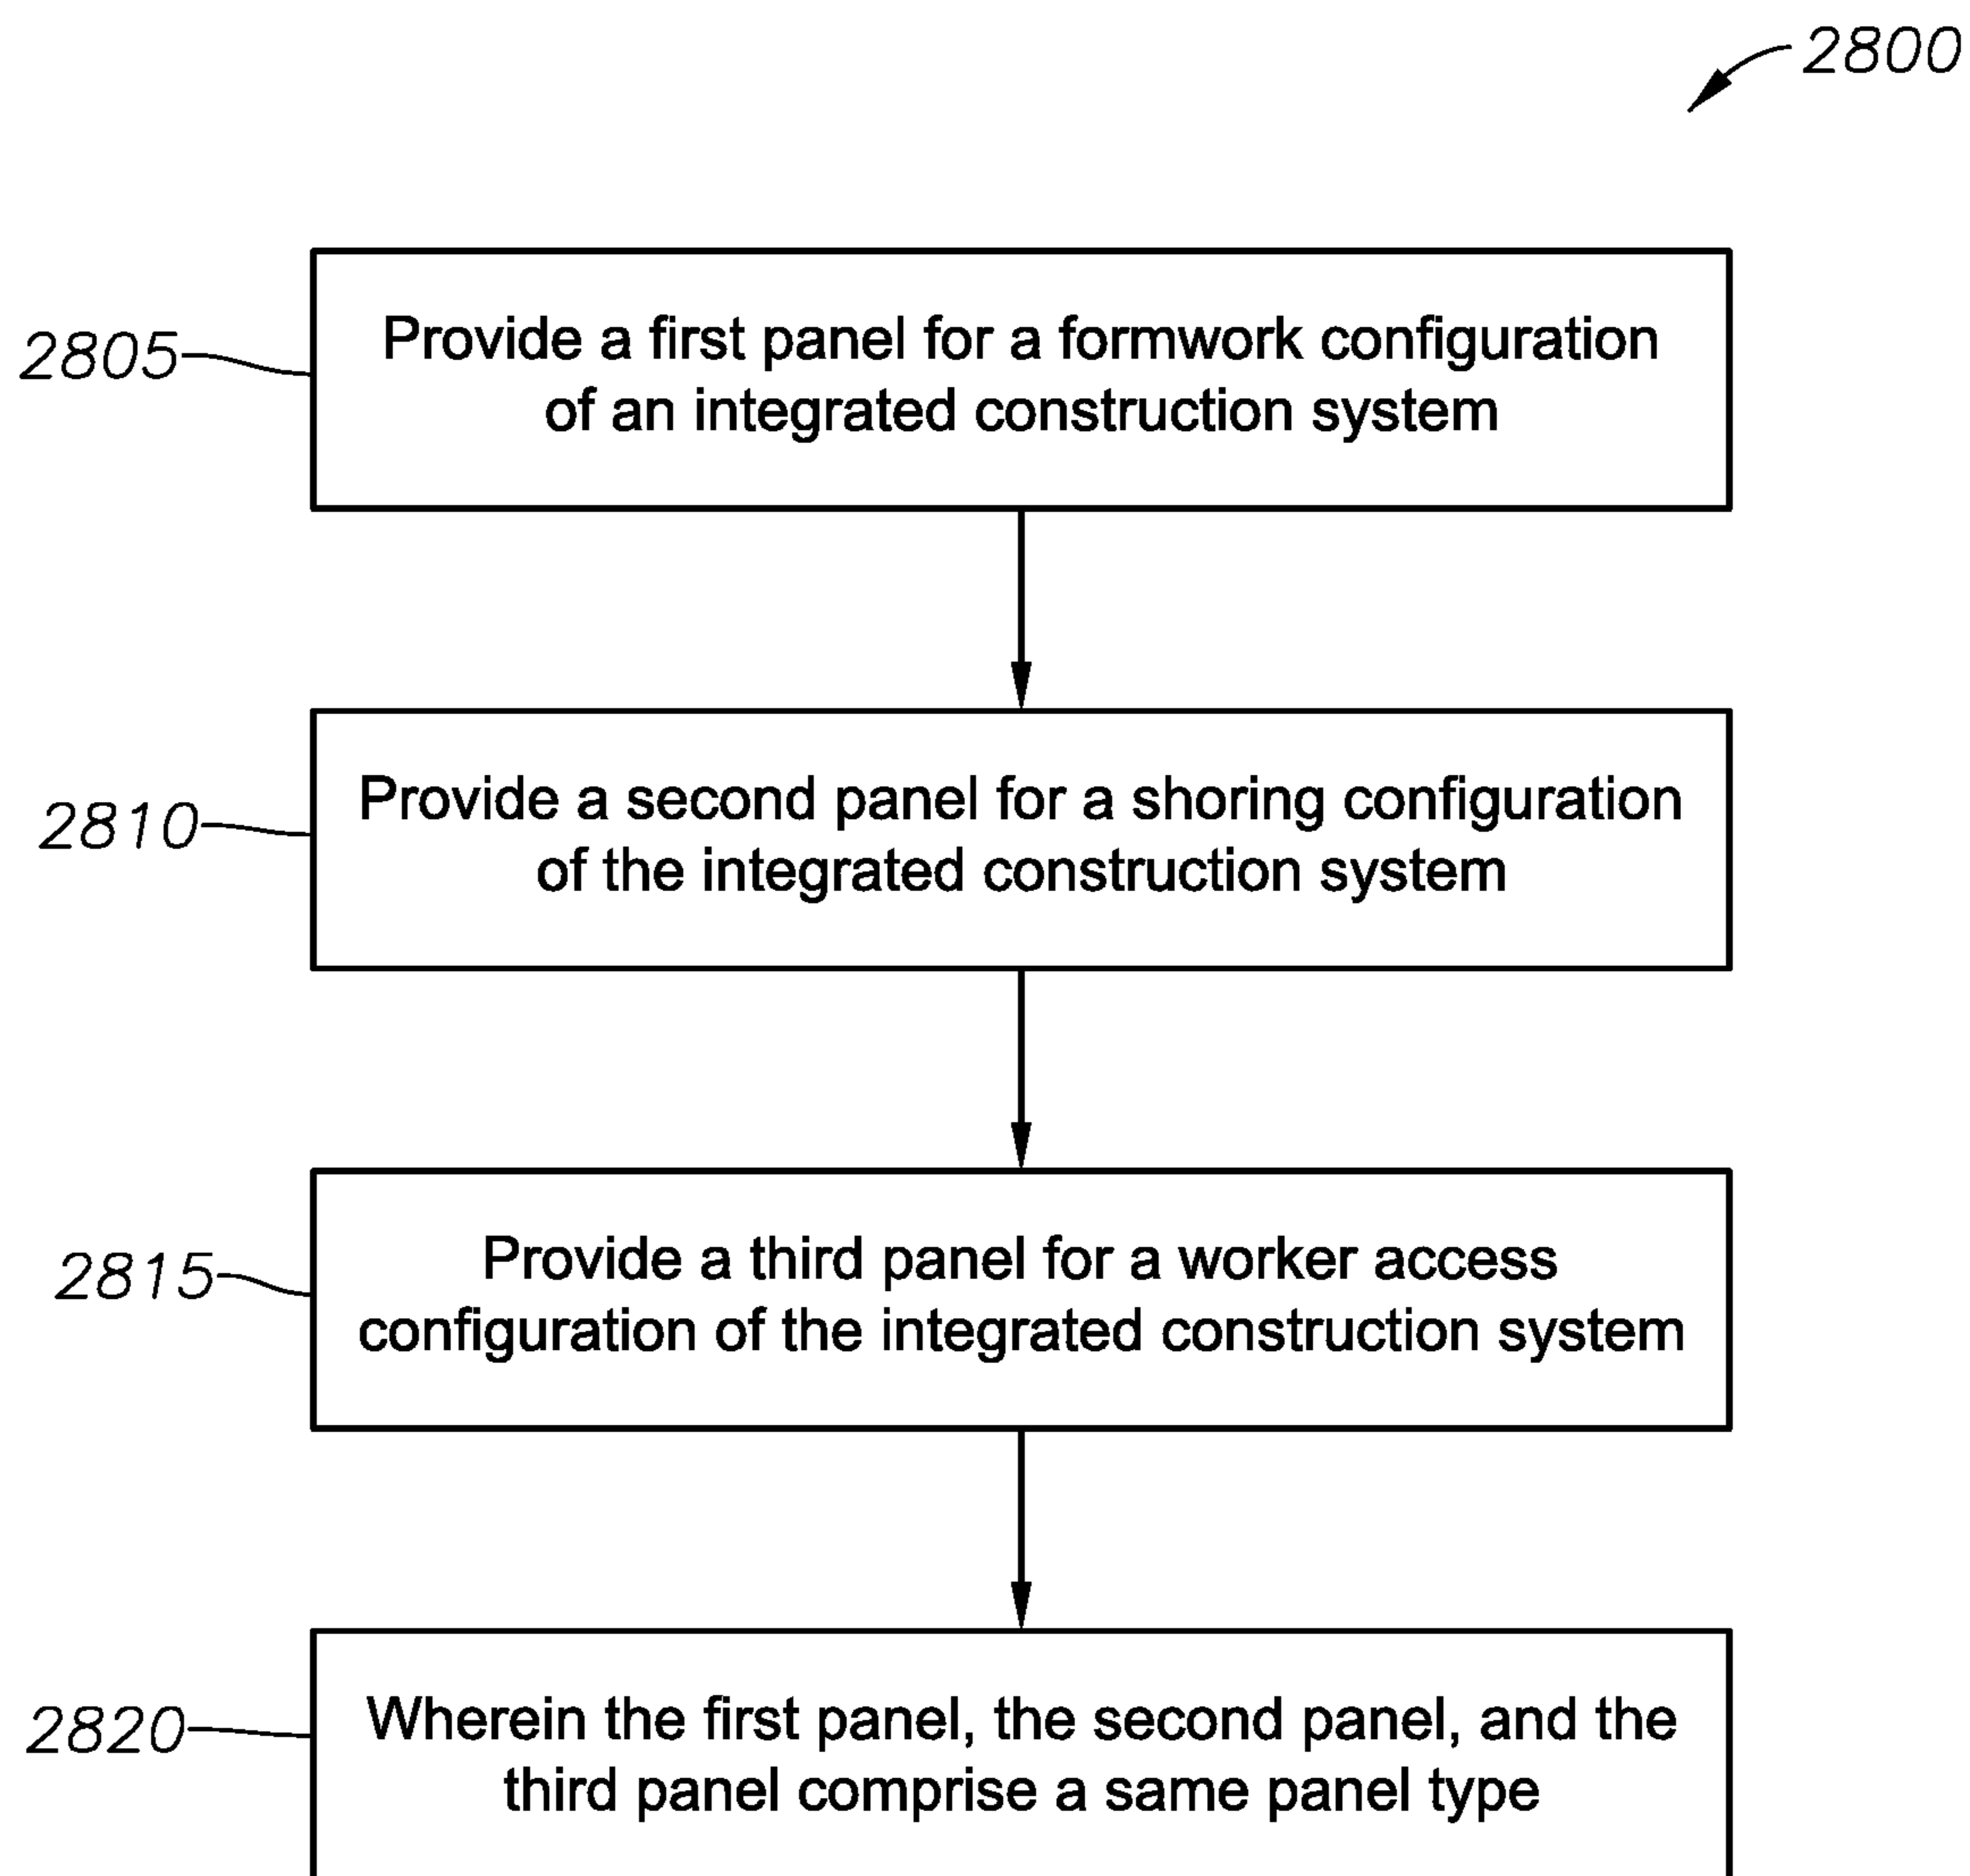 2800
2805
Provide a first panel for a formwork configuration
of an integrated construction system
2810
Provide a second panel for a shoring configuration
of the integrated construction system
2815
Provide a third panel for a worker access
configuration of the integrated construction system
2820
Wherein the first panel, the second panel, and the
third panel comprise a same panel type